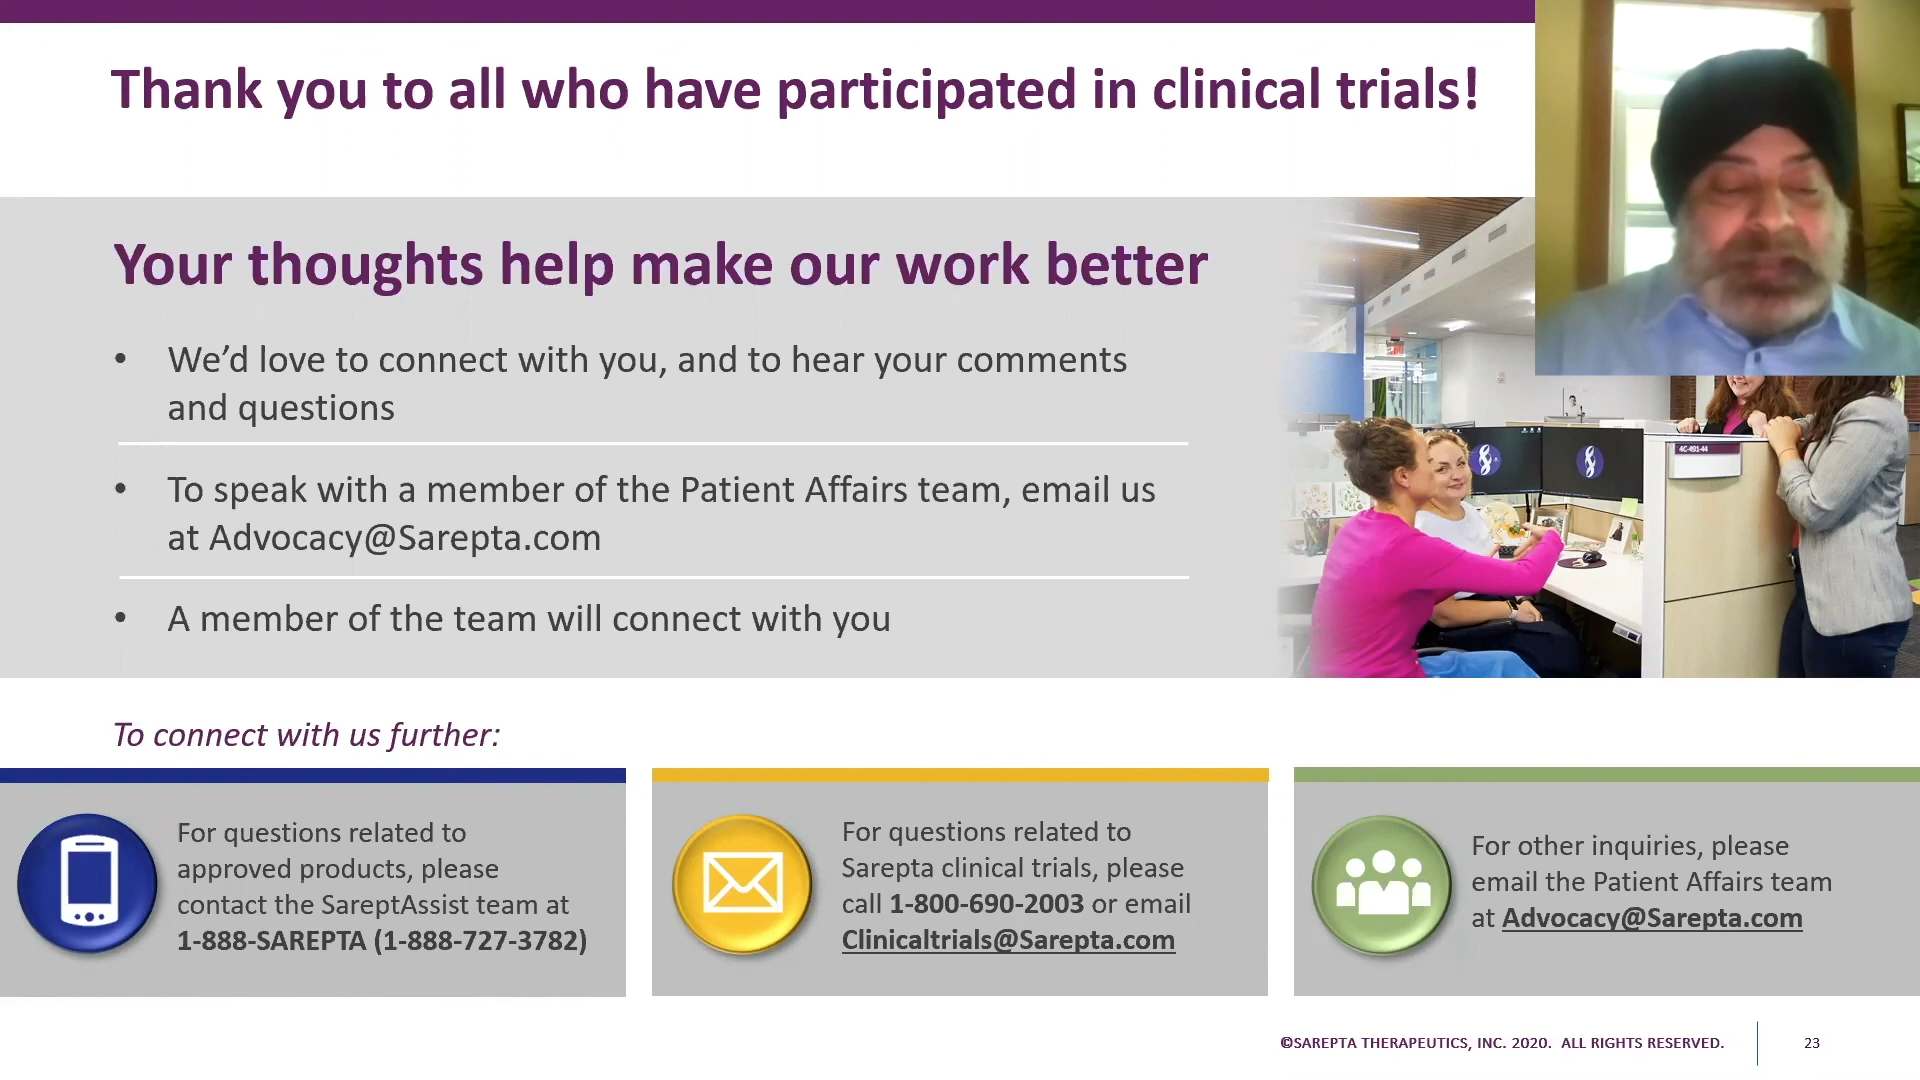 Thank you to all who have participated in clinical trials!
Your thoughts help make our work better
• We’d love to connect with you, and to hear your comments
and questions
• To speak with a member of the Patient Affairs team, email us
at Advocacy@Sarepta.com
• A member of the team will connect with you
4C-491-44
To connect with us further:
For questions related to
approved products, please
contact the SareptAssist team at
1-888-SAREPTA (1-888-727-3782)
For questions related to
Sarepta clinical trials, please
call 1-800-690-2003 or email
Clinicaltrials@Sarepta.com
For other inquiries, please
email the Patient Affairs team
at Advocacy@Sarepta.com
©SAREPTA THERAPEUTICS, INC. 2020. ALL RIGHTS RESERVED.
23